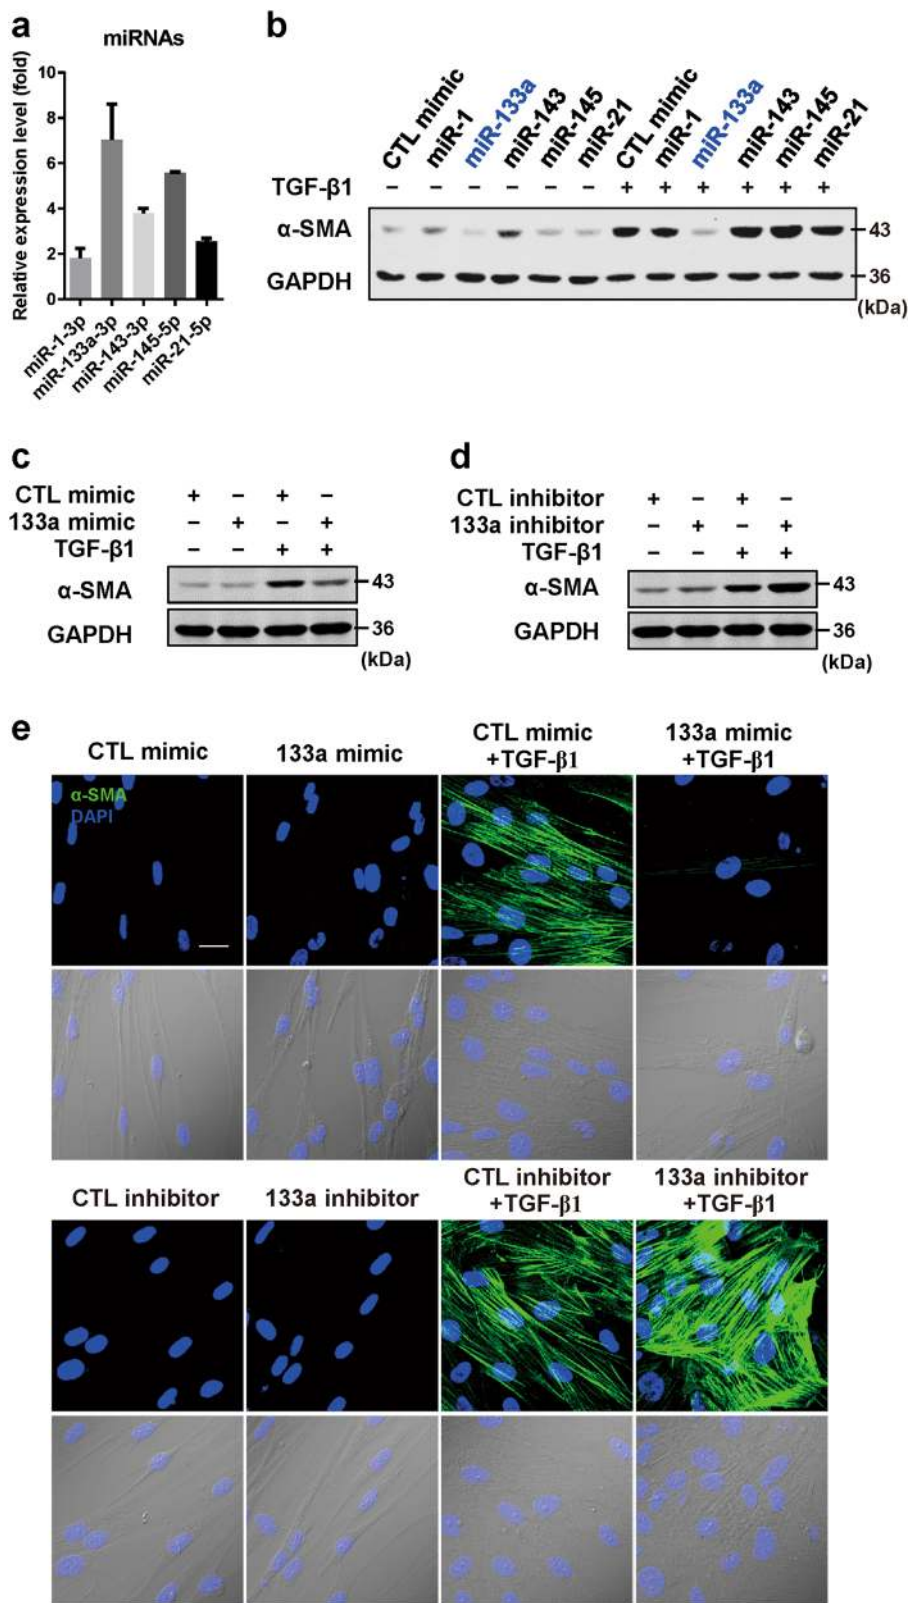 a
miRNAs
Relative expression level (fold)
10
8
6
4
2
0
miR-1-3p
miR-133a-3p
miR-143-3p
miR-145-5p
miR-21-5p
b
CTL mimic
miR-1
miR-133a
miR-143
miR-145
miR-21
CTL mimic
miR-1
miR-133a
miR-143
miR-145
miR-21
TGF-β1 – – – – – – + + + + + +
α-SMA 43
GAPDH 36
(kDa)
c
CTL mimic + – + –
133a mimic – + – +
TGF-β1 – – + +
α-SMA 43
GAPDH 36
(kDa)
d
CTL inhibitor + – + –
133a inhibitor – + – +
TGF-β1 – – + +
α-SMA 43
GAPDH 36
(kDa)
e
CTL mimic
133a mimic
CTL mimic
+TGF-β1
133a mimic
+TGF-β1
α-SMA
DAPI
CTL inhibitor
133a inhibitor
CTL inhibitor
+TGF-β1
133a inhibitor
+TGF-β1